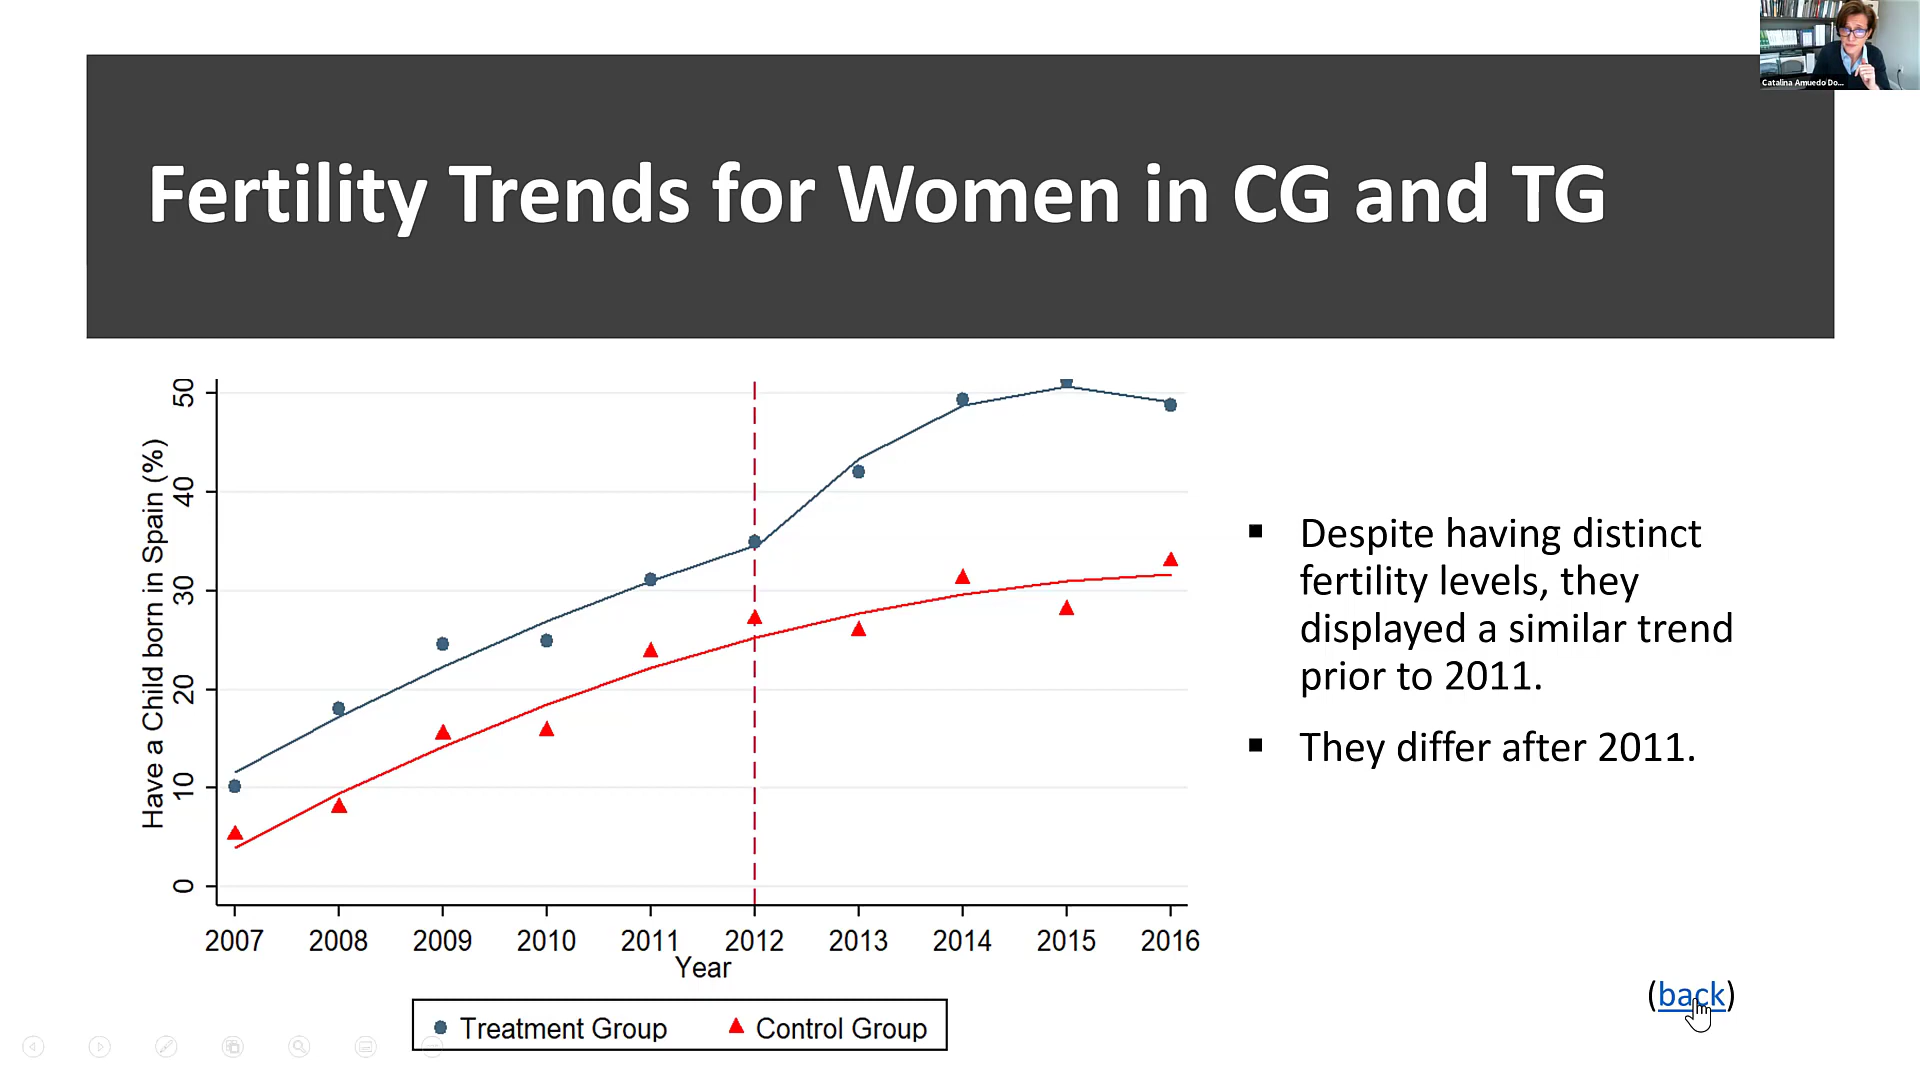 Catalina Amuedo Do...
Fertility Trends for Women in CG and TG
Have a Child born in Spain (%)
50
40
30
20
10
0
2007 2008 2009 2010 2011 2012 2013 2014 2015 2016
Year
Treatment Group Control Group
▪ Despite having distinct
fertility levels, they
displayed a similar trend
prior to 2011.
▪ They differ after 2011.
(back)